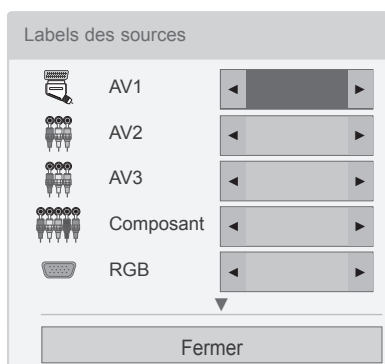 Labels des sources
AV1
AV2
AV3
Composant
RGB
Fermer